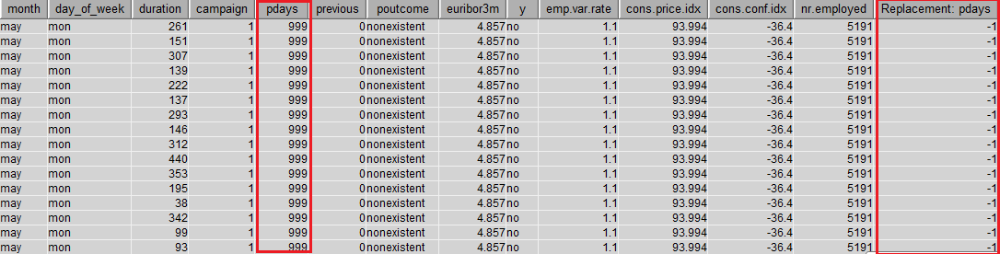 month day_of_week duration campaign pdays previous poutcome euribor3m y emp.var.rate cons.price.idx cons.conf.idx nr.employed Replacement: pdays
may mon 261 1 999 0 nonexistent 4.857 no 1.1 93.994 -36.4 5191 -1
may mon 151 1 999 0 nonexistent 4.857 no 1.1 93.994 -36.4 5191 -1
may mon 307 1 999 0 nonexistent 4.857 no 1.1 93.994 -36.4 5191 -1
may mon 139 1 999 0 nonexistent 4.857 no 1.1 93.994 -36.4 5191 -1
may mon 222 1 999 0 nonexistent 4.857 no 1.1 93.994 -36.4 5191 -1
may mon 137 1 999 0 nonexistent 4.857 no 1.1 93.994 -36.4 5191 -1
may mon 293 1 999 0 nonexistent 4.857 no 1.1 93.994 -36.4 5191 -1
may mon 146 1 999 0 nonexistent 4.857 no 1.1 93.994 -36.4 5191 -1
may mon 312 1 999 0 nonexistent 4.857 no 1.1 93.994 -36.4 5191 -1
may mon 440 1 999 0 nonexistent 4.857 no 1.1 93.994 -36.4 5191 -1
may mon 353 1 999 0 nonexistent 4.857 no 1.1 93.994 -36.4 5191 -1
may mon 195 1 999 0 nonexistent 4.857 no 1.1 93.994 -36.4 5191 -1
may mon 38 1 999 0 nonexistent 4.857 no 1.1 93.994 -36.4 5191 -1
may mon 342 1 999 0 nonexistent 4.857 no 1.1 93.994 -36.4 5191 -1
may mon 99 1 999 0 nonexistent 4.857 no 1.1 93.994 -36.4 5191 -1
may mon 93 1 999 0 nonexistent 4.857 no 1.1 93.994 -36.4 5191 -1